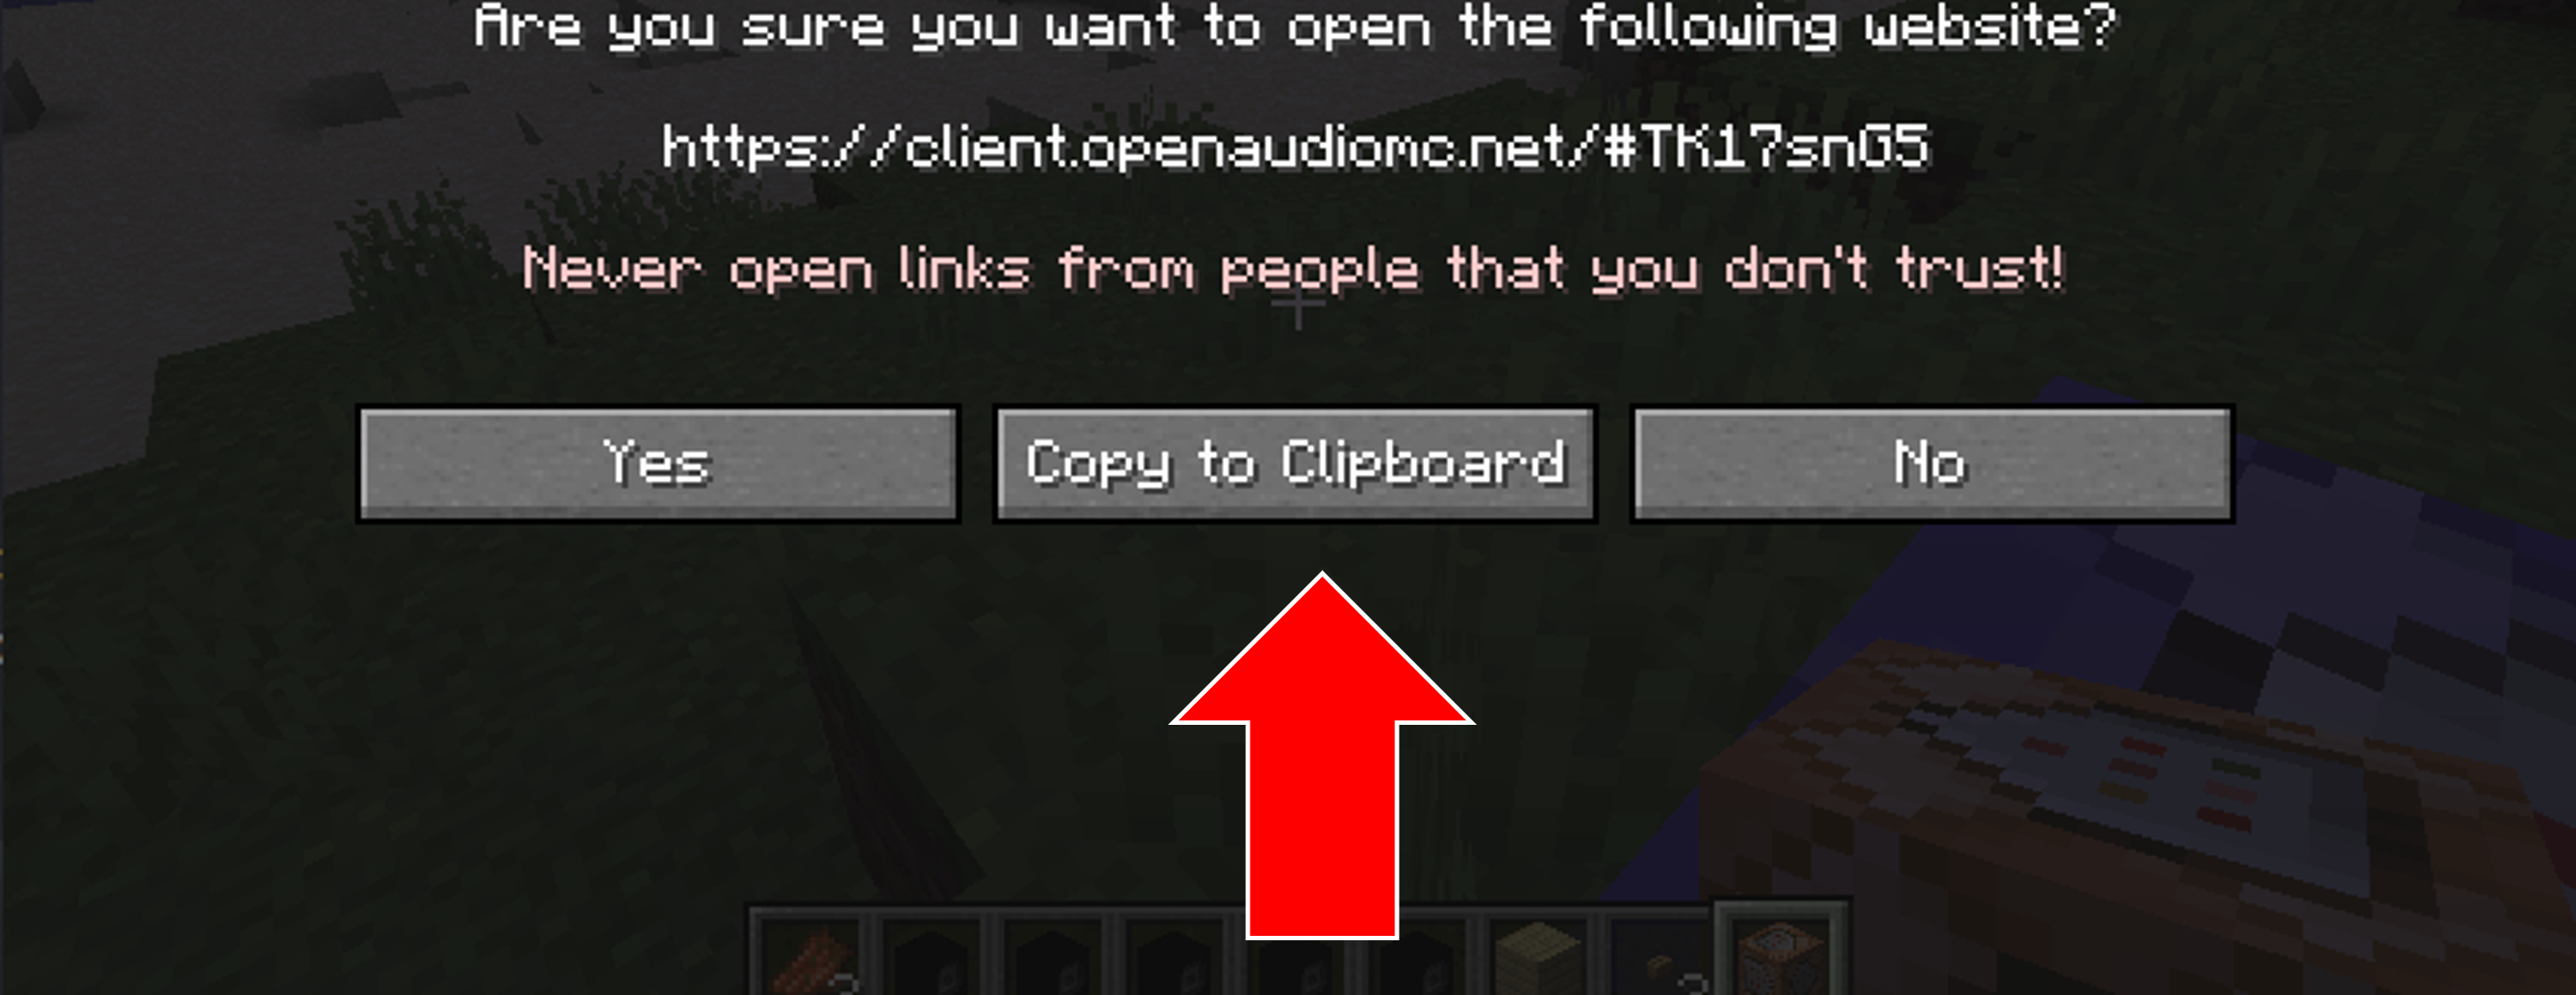 Are you sure you want to open the following website?
https://client.openaudiomc.net/#TK17snG5
Never open links from people that you don't trust!
Yes
Copy to Clipboard
No